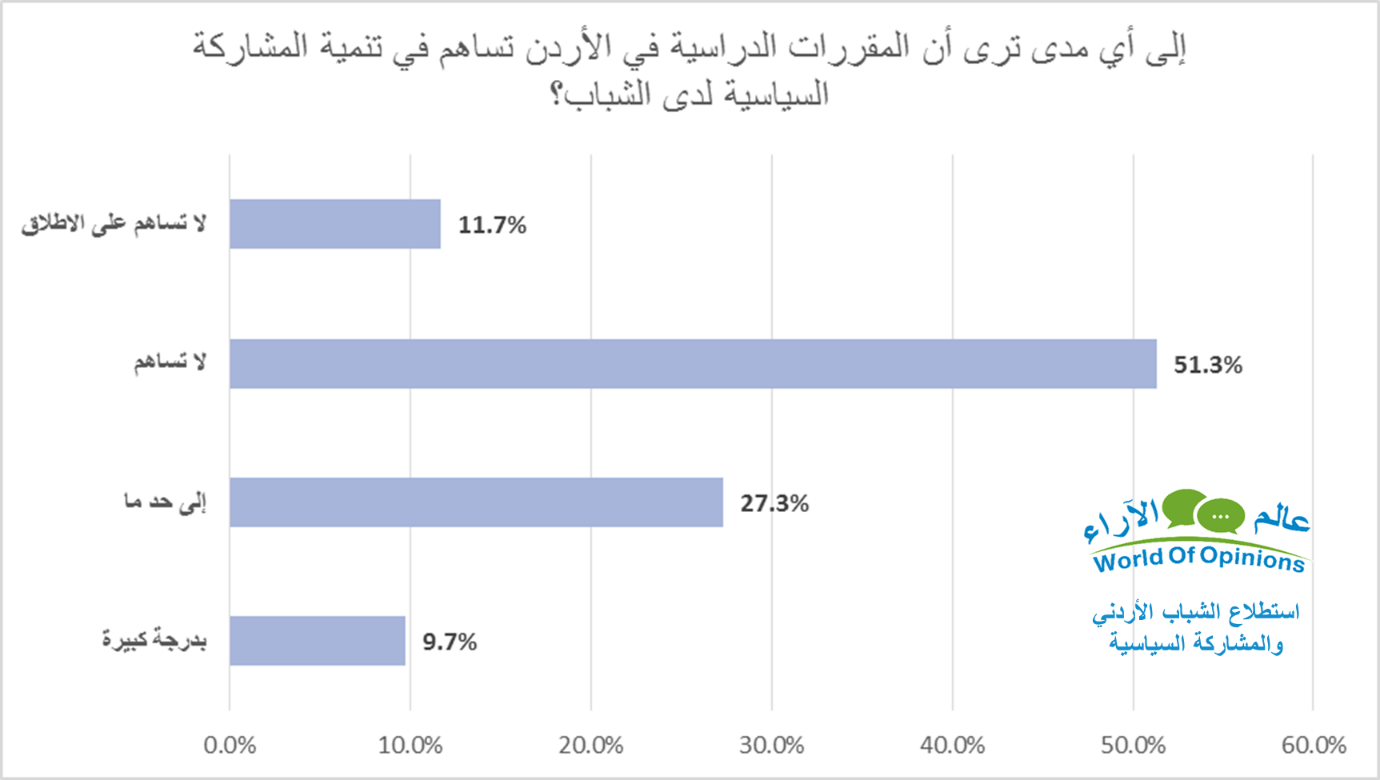 إلى أي مدى ترى أن المقررات الدراسية في الأردن تساهم في تنمية المشاركة
السياسية لدى الشباب؟
لا تساهم على الاطلاق
11.7%
لا تساهم
51.3%
إلى حد ما
27.3%
بدرجة كبيرة
9.7%
عالم الآراء
World Of Opinions
استطلاع الشباب الأردني
والمشاركة السياسية
0.0% 10.0% 20.0% 30.0% 40.0% 50.0% 60.0%